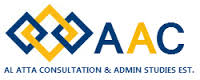 AAC
AL ATTA CONSULTATION & ADMIN STUDIES EST.